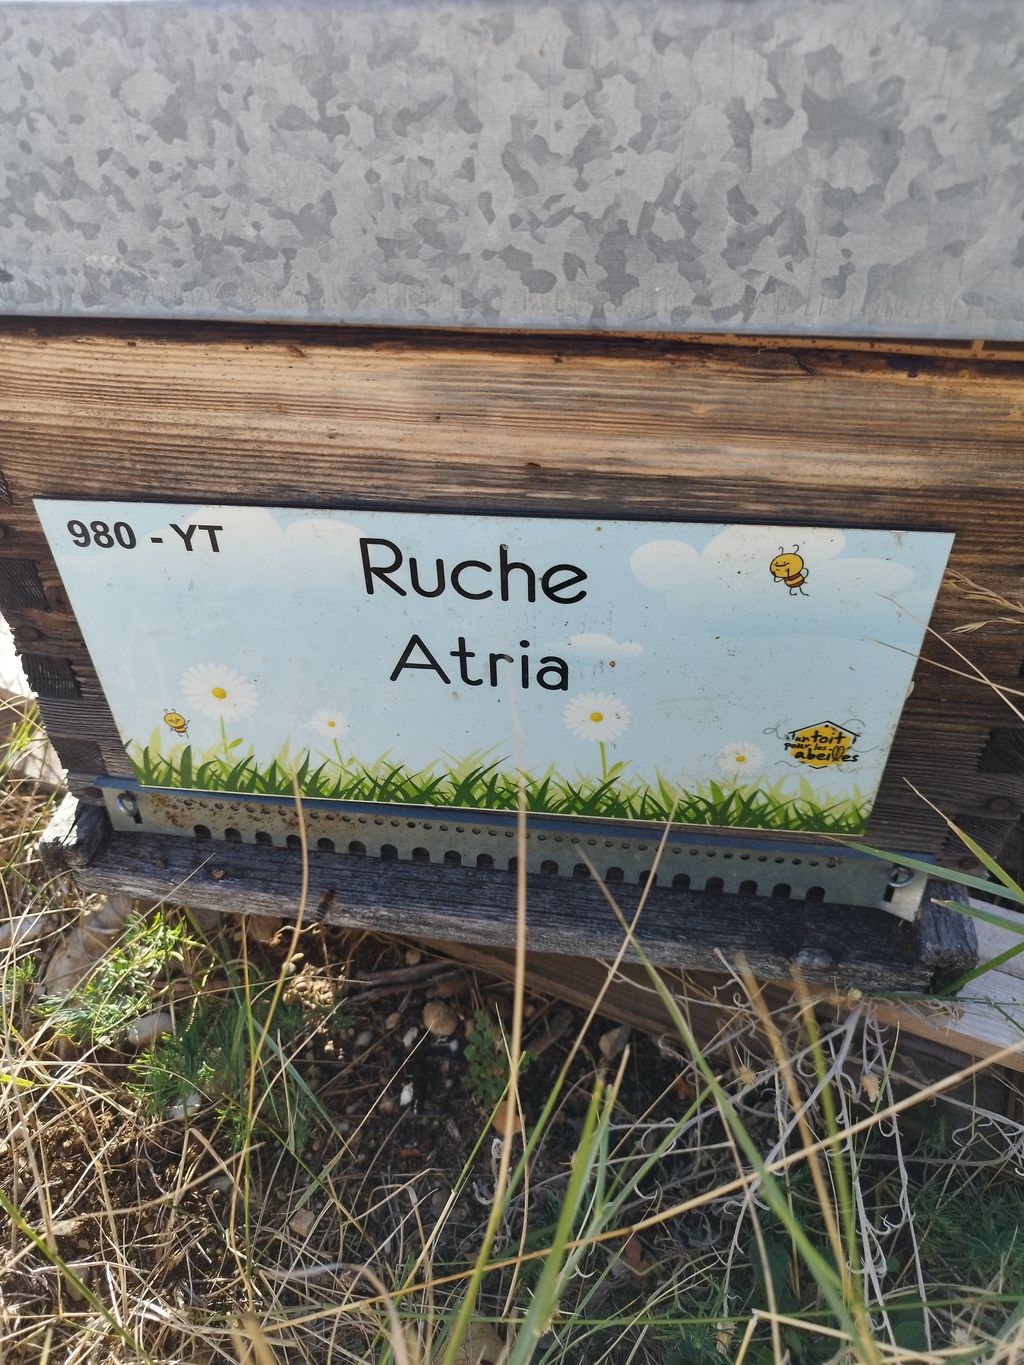 980 - YT
Ruche
Atria
un toit
pour les
abeilles